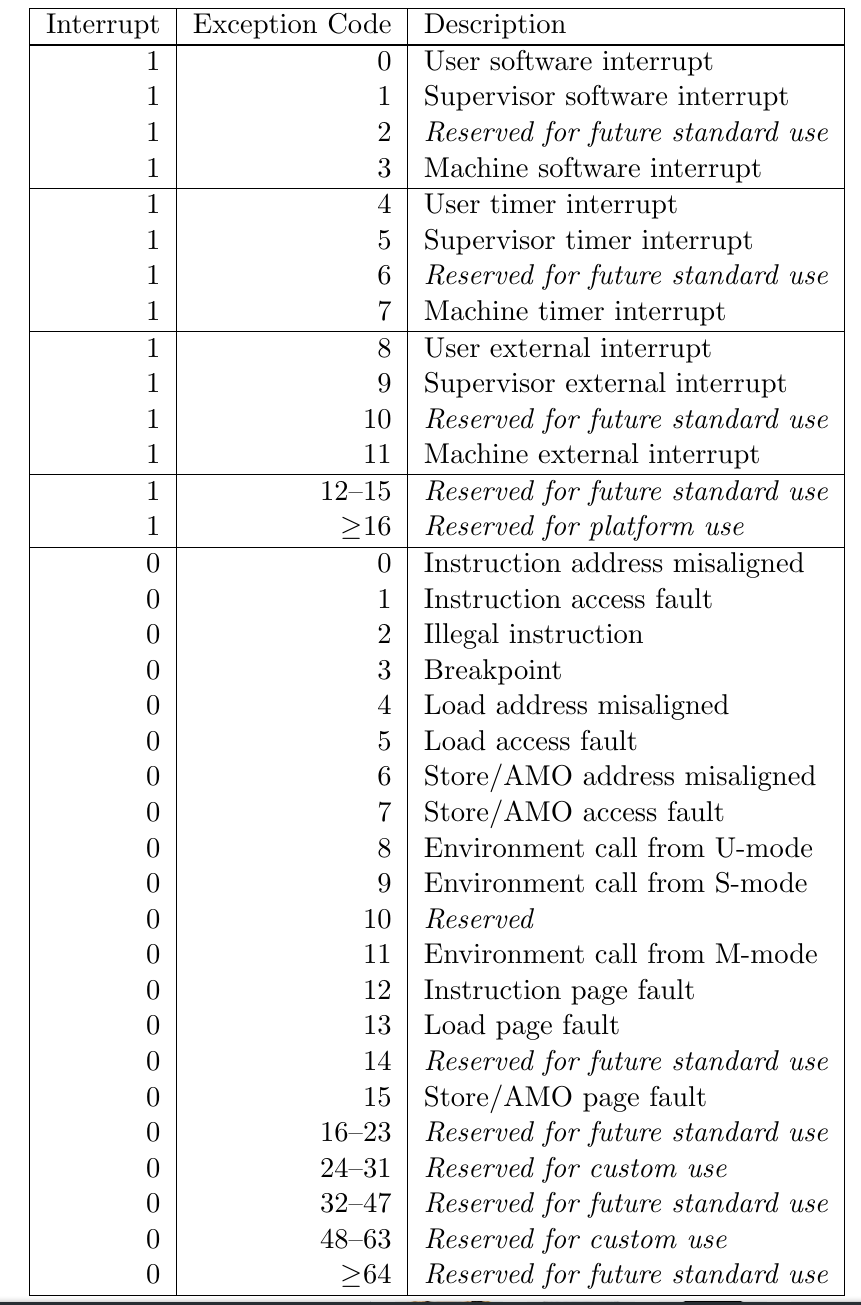 Interrupt Exception Code Description
1 0 User software interrupt
1 1 Supervisor software interrupt
1 2 Reserved for future standard use
1 3 Machine software interrupt
1 4 User timer interrupt
1 5 Supervisor timer interrupt
1 6 Reserved for future standard use
1 7 Machine timer interrupt
1 8 User external interrupt
1 9 Supervisor external interrupt
1 10 Reserved for future standard use
1 11 Machine external interrupt
1 12–15 Reserved for future standard use
1 ≥16 Reserved for platform use
0 0 Instruction address misaligned
0 1 Instruction access fault
0 2 Illegal instruction
0 3 Breakpoint
0 4 Load address misaligned
0 5 Load access fault
0 6 Store/AMO address misaligned
0 7 Store/AMO access fault
0 8 Environment call from U-mode
0 9 Environment call from S-mode
0 10 Reserved
0 11 Environment call from M-mode
0 12 Instruction page fault
0 13 Load page fault
0 14 Reserved for future standard use
0 15 Store/AMO page fault
0 16–23 Reserved for future standard use
0 24–31 Reserved for custom use
0 32–47 Reserved for future standard use
0 48–63 Reserved for custom use
0 ≥64 Reserved for future standard use